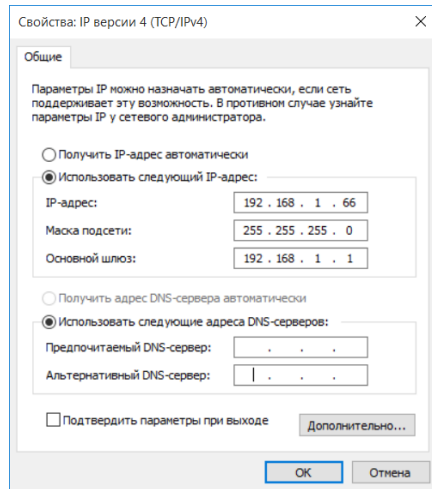 Свойства: IP версии 4 (TCP/IPv4)
Общие
Параметры IP можно назначать автоматически, если сеть
поддерживает эту возможность. В противном случае узнайте
параметры IP у сетевого администратора.
Получить IP-адрес автоматически
Использовать следующий IP-адрес:
IP-адрес: 192 . 168 . 1 . 66
Маска подсети: 255 . 255 . 255 . 0
Основной шлюз: 192 . 168 . 1 . 1
Получить адрес DNS-сервера автоматически
Использовать следующие адреса DNS-серверов:
Предпочитаемый DNS-сервер: . . .
Альтернативный DNS-сервер: . . .
Подтвердить параметры при выходе
Дополнительно...
OK Отмена